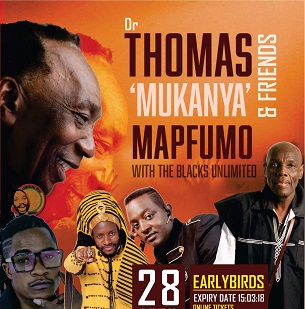 Dr
THOMAS
'MUKANYA'
& FRIENDS
MAPFUMO
WITH THE BLACKS UNLIMITED
28
EARLYBIRDS
EXPIRY DATE 15:03:18
ONLINE TICKETS